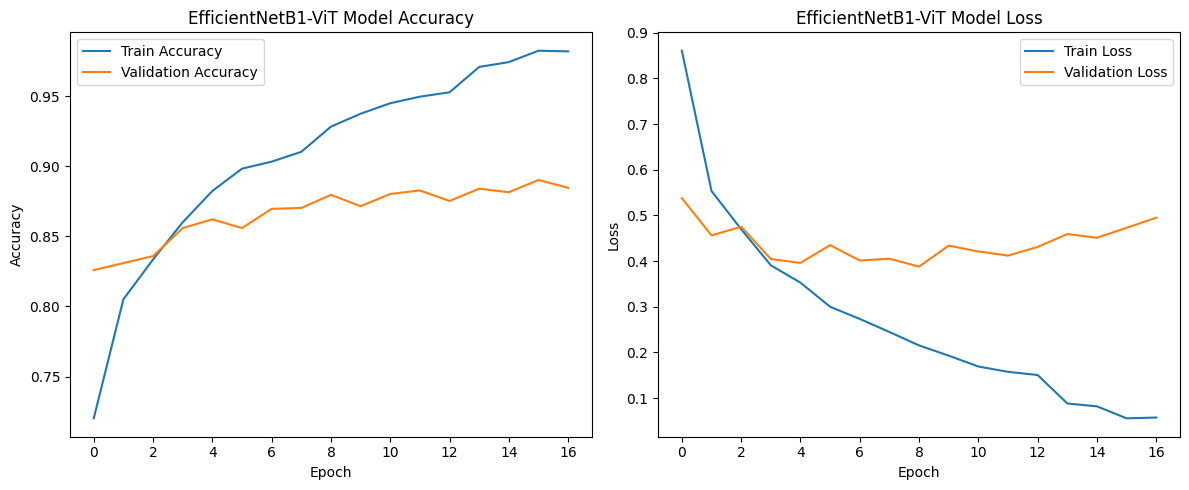 EfficientNetB1-ViT Model Accuracy
Train Accuracy
Validation Accuracy
0.95
0.90
0.85
0.80
0.75
Accuracy
0 2 4 6 8 10 12 14 16
Epoch
EfficientNetB1-ViT Model Loss
Train Loss
Validation Loss
0.9
0.8
0.7
0.6
0.5
0.4
0.3
0.2
0.1
Loss
0 2 4 6 8 10 12 14 16
Epoch